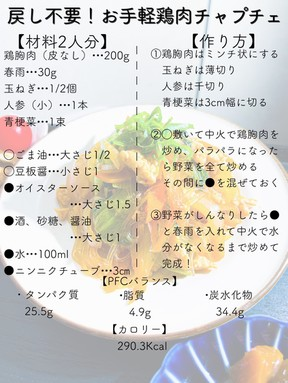 戻し不要！お手軽鶏肉チャプチェ
【材料2人分】
鶏胸肉（皮なし）･･･200g
春雨･･･30g
玉ねぎ･･･1/2個
人参（小）･･･1本
青梗菜･･･1束
◯ごま油･･･大さじ1/2
◯豆板醤･･･小さじ1
●オイスターソース
･･･大さじ1.5
●酒、砂糖、醤油
･･･大さじ1
●水･･･100ml
●ニンニクチューブ･･･3cm
【作り方】
①鶏胸肉はミンチ状にする
玉ねぎは薄切り
人参は千切り
青梗菜は3cm幅に切る
②◯敷いて中火で鶏胸肉を
炒め、バラバラになった
ら野菜を全て炒める
その間に●を混ぜておく
③野菜がしんなりしたら●
と春雨を入れて中火で水
分がなくなるまで炒めて
完成！
【PFCバランス】
・タンパク質
25.5g
・脂質
4.9g
・炭水化物
34.4g
【カロリー】
290.3Kcal